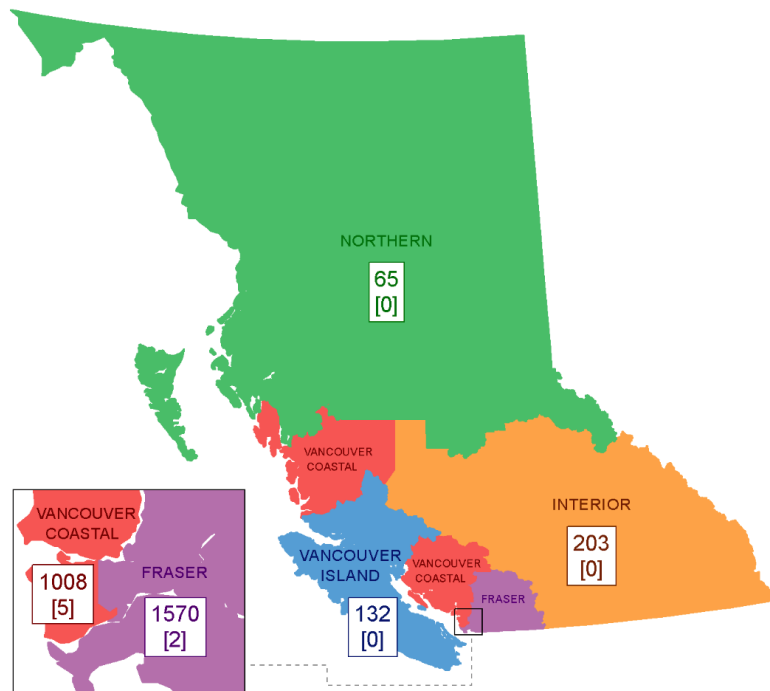 NORTHERN
65
[0]
VANCOUVER
COASTAL
INTERIOR
203
[0]
VANCOUVER
ISLAND
132
[0]
VANCOUVER
COASTAL
FRASER
VANCOUVER
COASTAL
1008
[5]
FRASER
1570
[2]